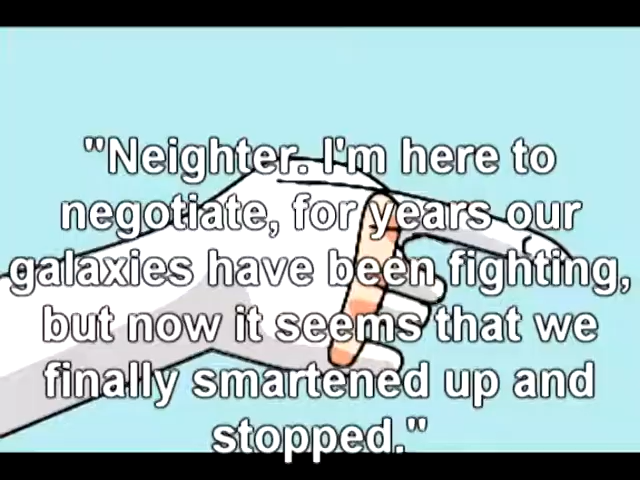 "Neighter. I'm here to
negotiate, for years our
galaxies have been fighting,
but now it seems that we
finally smartened up and
stopped."